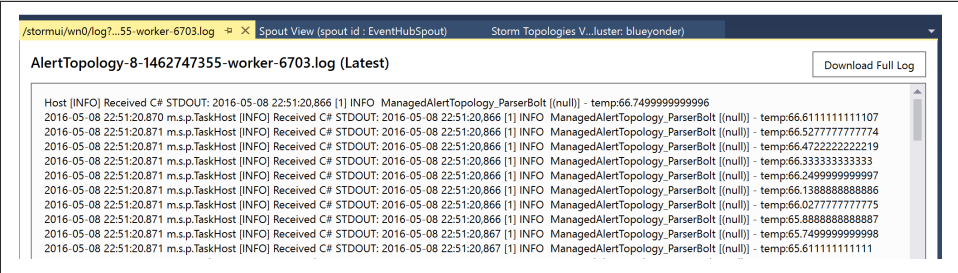 /stormui/wn0/log?...55-worker-6703.log Spout View (spout id : EventHubSpout) Storm Topologies V...luster: blueyonder)
AlertTopology-8-1462747355-worker-6703.log (Latest) Download Full Log
Host [INFO] Received C# STDOUT: 2016-05-08 22:51:20,866 [1] INFO ManagedAlertTopology_ParserBolt [(null)] - temp:66.7499999999996
2016-05-08 22:51:20.870 m.s.p.TaskHost [INFO] Received C# STDOUT: 2016-05-08 22:51:20,866 [1] INFO ManagedAlertTopology_ParserBolt [(null)] - temp:66.6111111111107
2016-05-08 22:51:20.871 m.s.p.TaskHost [INFO] Received C# STDOUT: 2016-05-08 22:51:20,866 [1] INFO ManagedAlertTopology_ParserBolt [(null)] - temp:66.5277777777774
2016-05-08 22:51:20.871 m.s.p.TaskHost [INFO] Received C# STDOUT: 2016-05-08 22:51:20,866 [1] INFO ManagedAlertTopology_ParserBolt [(null)] - temp:66.4722222222219
2016-05-08 22:51:20.871 m.s.p.TaskHost [INFO] Received C# STDOUT: 2016-05-08 22:51:20,866 [1] INFO ManagedAlertTopology_ParserBolt [(null)] - temp:66.333333333333
2016-05-08 22:51:20.871 m.s.p.TaskHost [INFO] Received C# STDOUT: 2016-05-08 22:51:20,866 [1] INFO ManagedAlertTopology_ParserBolt [(null)] - temp:66.2499999999997
2016-05-08 22:51:20.871 m.s.p.TaskHost [INFO] Received C# STDOUT: 2016-05-08 22:51:20,866 [1] INFO ManagedAlertTopology_ParserBolt [(null)] - temp:66.1388888888886
2016-05-08 22:51:20.871 m.s.p.TaskHost [INFO] Received C# STDOUT: 2016-05-08 22:51:20,866 [1] INFO ManagedAlertTopology_ParserBolt [(null)] - temp:66.0277777777775
2016-05-08 22:51:20.871 m.s.p.TaskHost [INFO] Received C# STDOUT: 2016-05-08 22:51:20,866 [1] INFO ManagedAlertTopology_ParserBolt [(null)] - temp:65.8888888888887
2016-05-08 22:51:20.871 m.s.p.TaskHost [INFO] Received C# STDOUT: 2016-05-08 22:51:20,867 [1] INFO ManagedAlertTopology_ParserBolt [(null)] - temp:65.7499999999998
2016-05-08 22:51:20.871 m.s.p.TaskHost [INFO] Received C# STDOUT: 2016-05-08 22:51:20,867 [1] INFO ManagedAlertTopology_ParserBolt [(null)] - temp:65.611111111111